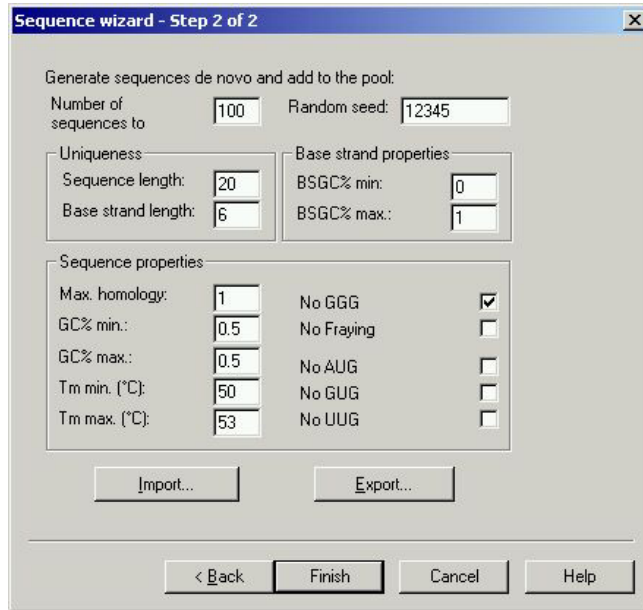 Sequence wizard - Step 2 of 2
Generate sequences de novo and add to the pool:
Number of sequences to 100 Random seed: 12345
Uniqueness
Sequence length: 20
Base strand length: 6
Base strand properties
BSGC% min: 0
BSGC% max.: 1
Sequence properties
Max. homology: 1
GC% min.: 0.5
GC% max.: 0.5
Tm min. (°C): 50
Tm max. (°C): 53
No GGG
No Fraying
No AUG
No GUG
No UUG
Import...
Export...
< Back
Finish
Cancel
Help